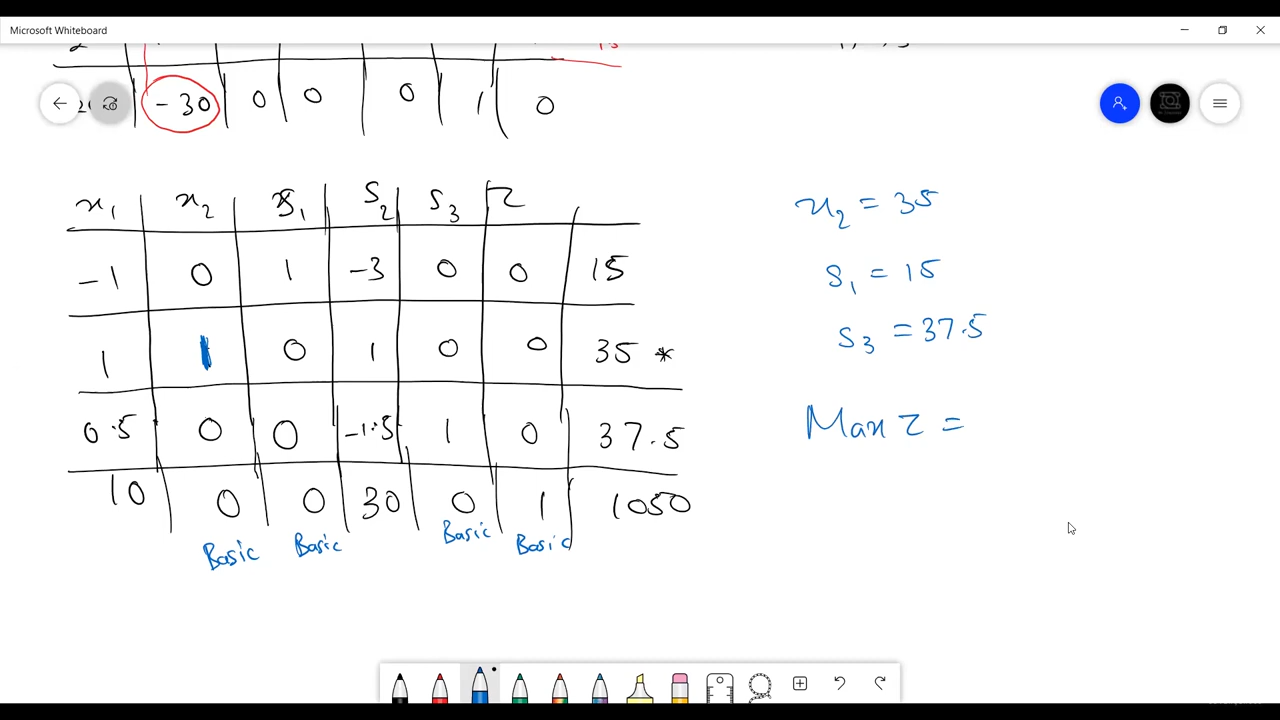 Microsoft Whiteboard
-30 0 0 0 1 0
x₁ x₂ S₁ S₂ S₃ Z
-1 0 1 -3 0 0 15
1 1 0 1 0 0 35 *
0.5 0 0 -1.5 1 0 37.5
10 0 0 30 0 1 1050
Basic Basic Basic Basic
x₂ = 35
S₁ = 15
S₃ = 37.5
Max Z =